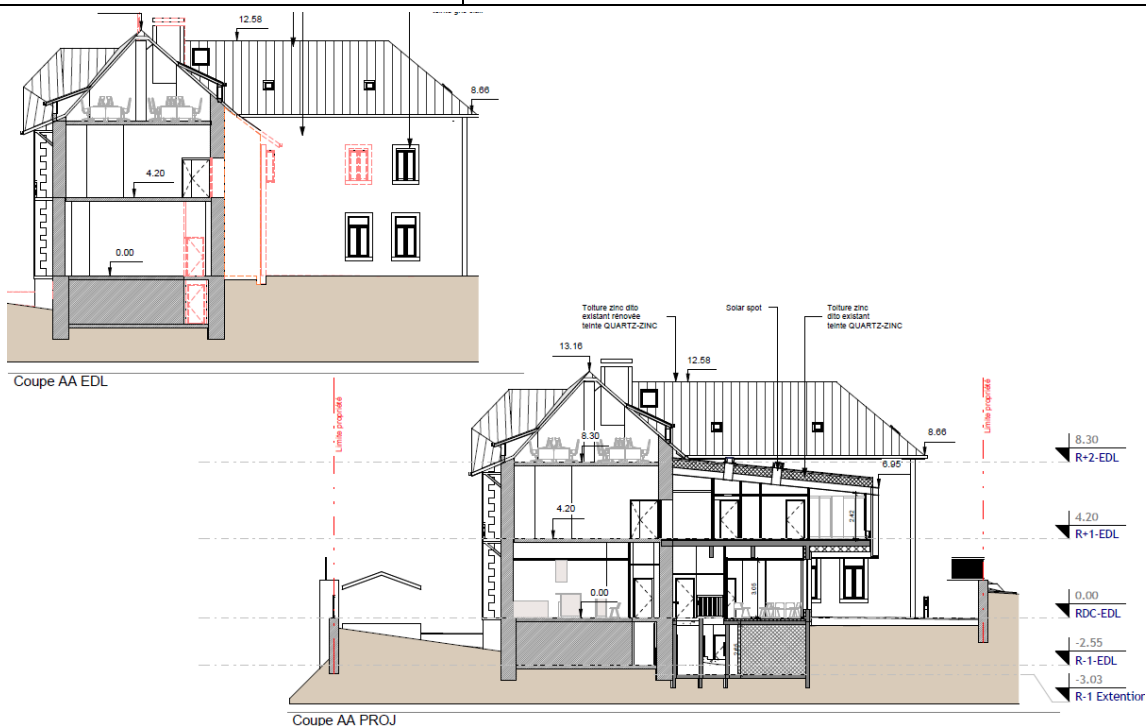 12.58
8.66
4.20
0.00
Coupe AA EDL
Toiture zinc dito
existant rénovée
teinte QUARTZ-ZINC
Solar spot
Toiture zinc
dito existant
teinte QUARTZ-ZINC
13.16
12.58
Limite propriété
Limite propriété
8.30
8.66
6.95
4.20
2.42
0.00
3.06
8.30
R+2-EDL
4.20
R+1-EDL
0.00
RDC-EDL
-2.55
R-1-EDL
-3.03
R-1 Extention
Coupe AA PROJ